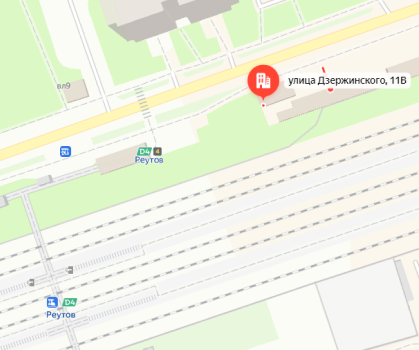 улица Дзержинского, 11В
вл9
D4 4
Реутов
D4
Реутов